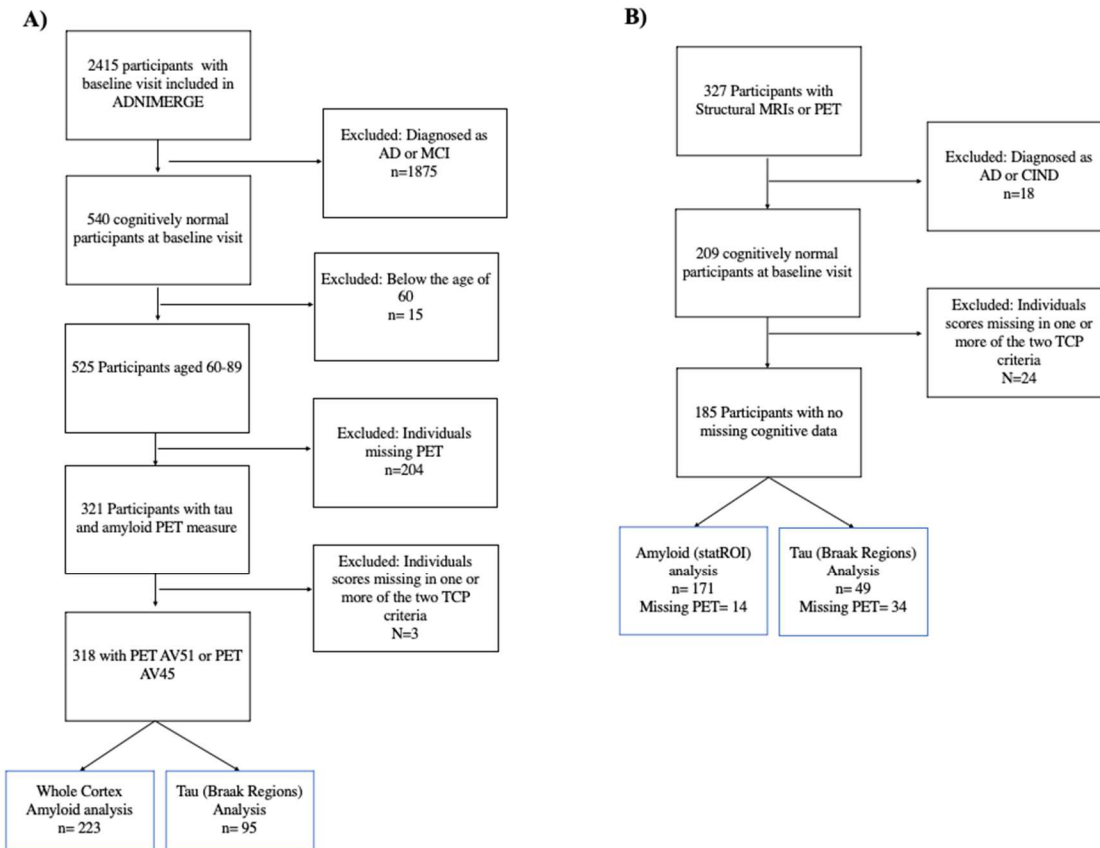 A)
2415 participants with
baseline visit included in
ADNIMERGE
Excluded: Diagnosed as
AD or MCI
n=1875
540 cognitively normal
participants at baseline visit
Excluded: Below the age of
60
n= 15
525 Participants aged 60-89
Excluded: Individuals
missing PET
n=204
321 Participants with tau
and amyloid PET measure
Excluded: Individuals
scores missing in one or
more of the two TCP
criteria
N=3
318 with PET AV51 or PET
AV45
Whole Cortex
Amyloid analysis
n= 223
Tau (Braak Regions)
Analysis
n= 95
B)
327 Participants with
Structural MRIs or PET
Excluded: Diagnosed as
AD or CIND
n=18
209 cognitively normal
participants at baseline visit
Excluded: Individuals
scores missing in one or
more of the two TCP
criteria
N=24
185 Participants with no
missing cognitive data
Amyloid (statROI)
analysis
n= 171
Missing PET= 14
Tau (Braak Regions)
Analysis
n= 49
Missing PET= 34